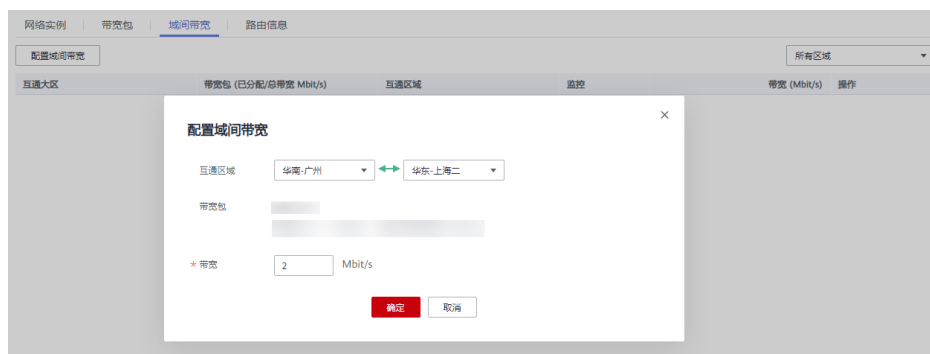 网络实例 带宽包 域间带宽 路由信息
配置域间带宽 所有区域
互通大区 带宽包 (已分配/总带宽 Mbit/s) 互通区域 监控 带宽 (Mbit/s) 操作
配置域间带宽 ×
互通区域 华南-广州 华东-上海二
带宽包
* 带宽 2 Mbit/s
确定 取消